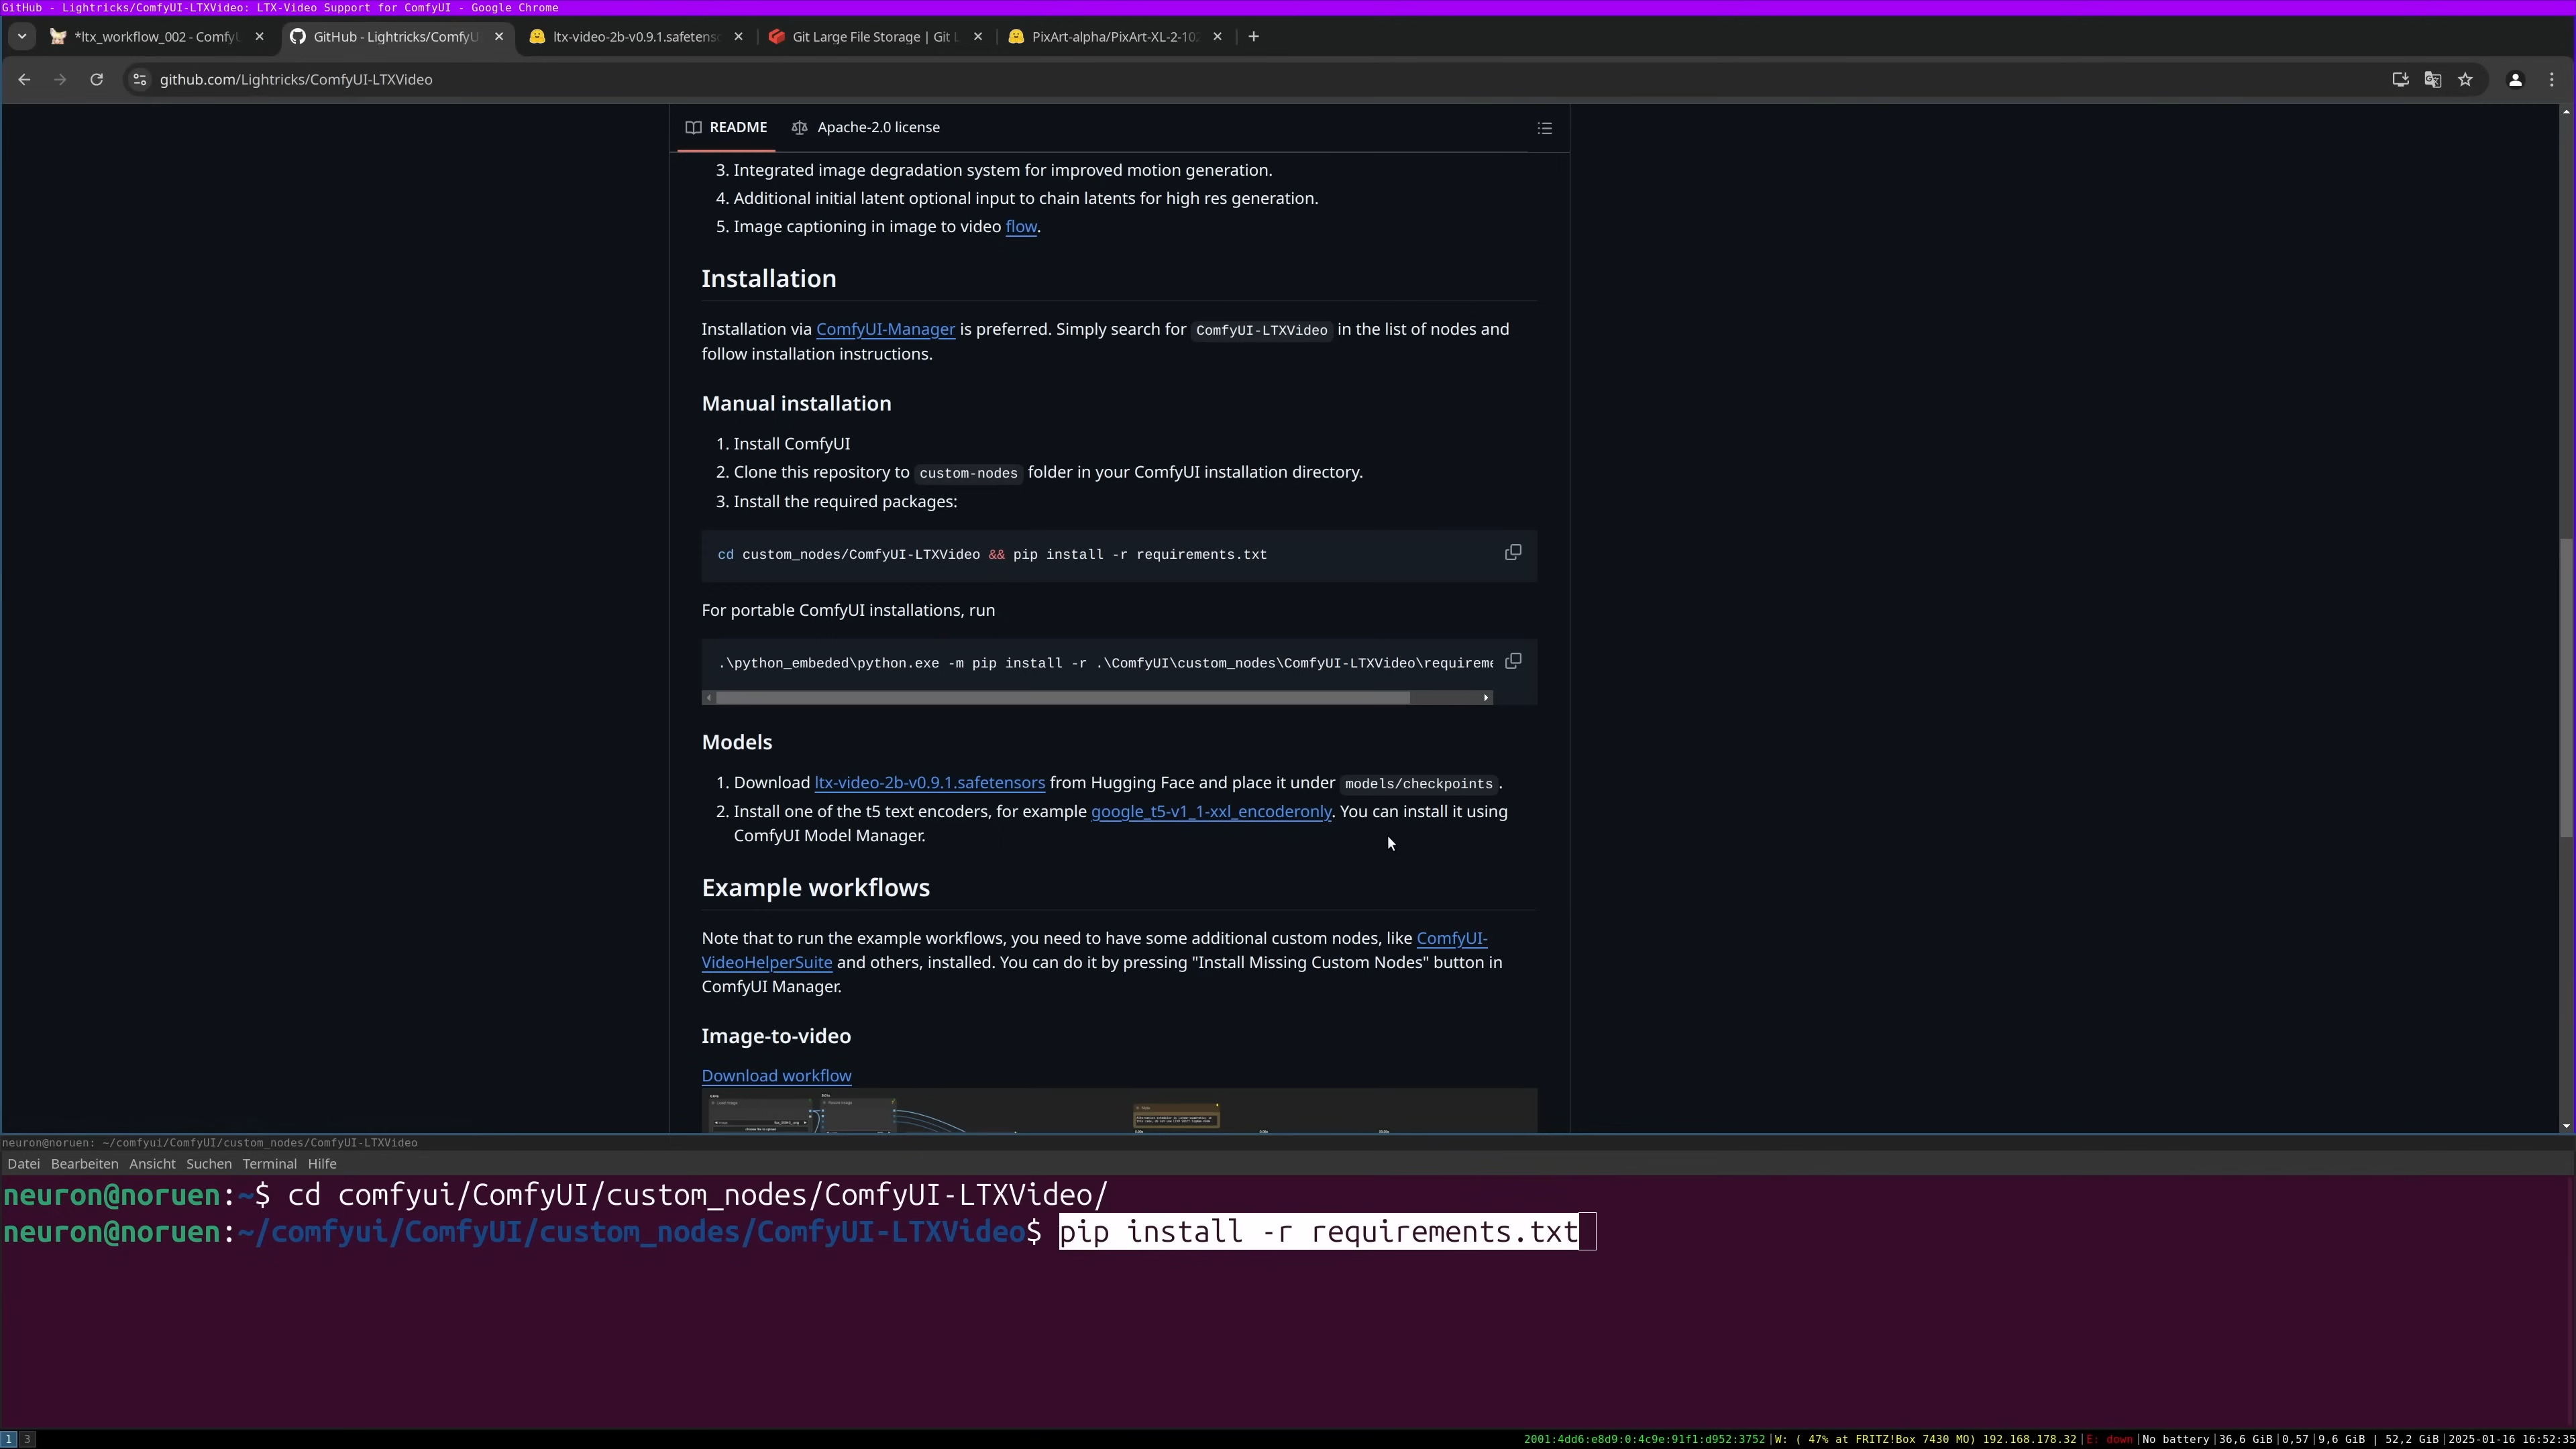 GitHub - Lightricks/ComfyUI-LTXVideo: LTX-Video Support for ComfyUI - Google Chrome
*ltx_workflow_002 - ComfyU
GitHub - Lightricks/ComfyU
ltx-video-2b-v0.9.1.safetenso
Git Large File Storage | Git L
PixArt-alpha/PixArt-XL-2-102
github.com/Lightricks/ComfyUI-LTXVideo
README
Apache-2.0 license
3. Integrated image degradation system for improved motion generation.
4. Additional initial latent optional input to chain latents for high res generation.
5. Image captioning in image to video flow.
Installation
Installation via ComfyUI-Manager is preferred. Simply search for ComfyUI-LTXVideo in the list of nodes and
follow installation instructions.
Manual installation
1. Install ComfyUI
2. Clone this repository to custom-nodes folder in your ComfyUI installation directory.
3. Install the required packages:
cd custom_nodes/ComfyUI-LTXVideo && pip install -r requirements.txt
For portable ComfyUI installations, run
.\python_embeded\python.exe -m pip install -r .\ComfyUI\custom_nodes\ComfyUI-LTXVideo\requireme
Models
1. Download ltx-video-2b-v0.9.1.safetensors from Hugging Face and place it under models/checkpoints.
2. Install one of the t5 text encoders, for example google_t5-v1_1-xxl_encoderonly. You can install it using
ComfyUI Model Manager.
Example workflows
Note that to run the example workflows, you need to have some additional custom nodes, like ComfyUI-
VideoHelperSuite and others, installed. You can do it by pressing "Install Missing Custom Nodes" button in
ComfyUI Manager.
Image-to-video
Download workflow
neuron@noruen: ~/comfyui/ComfyUI/custom_nodes/ComfyUI-LTXVideo
Datei Bearbeiten Ansicht Suchen Terminal Hilfe
neuron@noruen:~$ cd comfyui/ComfyUI/custom_nodes/ComfyUI-LTXVideo/
neuron@noruen:~/comfyui/ComfyUI/custom_nodes/ComfyUI-LTXVideo$ pip install -r requirements.txt
1 3
2001:4dd6:e8d9:0:4c9e:91f1:d952:3752|W: ( 47% at FRITZ!Box 7430 MO) 192.168.178.32|E: down|No battery|36,6 GiB|0,57|9,6 GiB | 52,2 GiB|2025-01-16 16:52:35